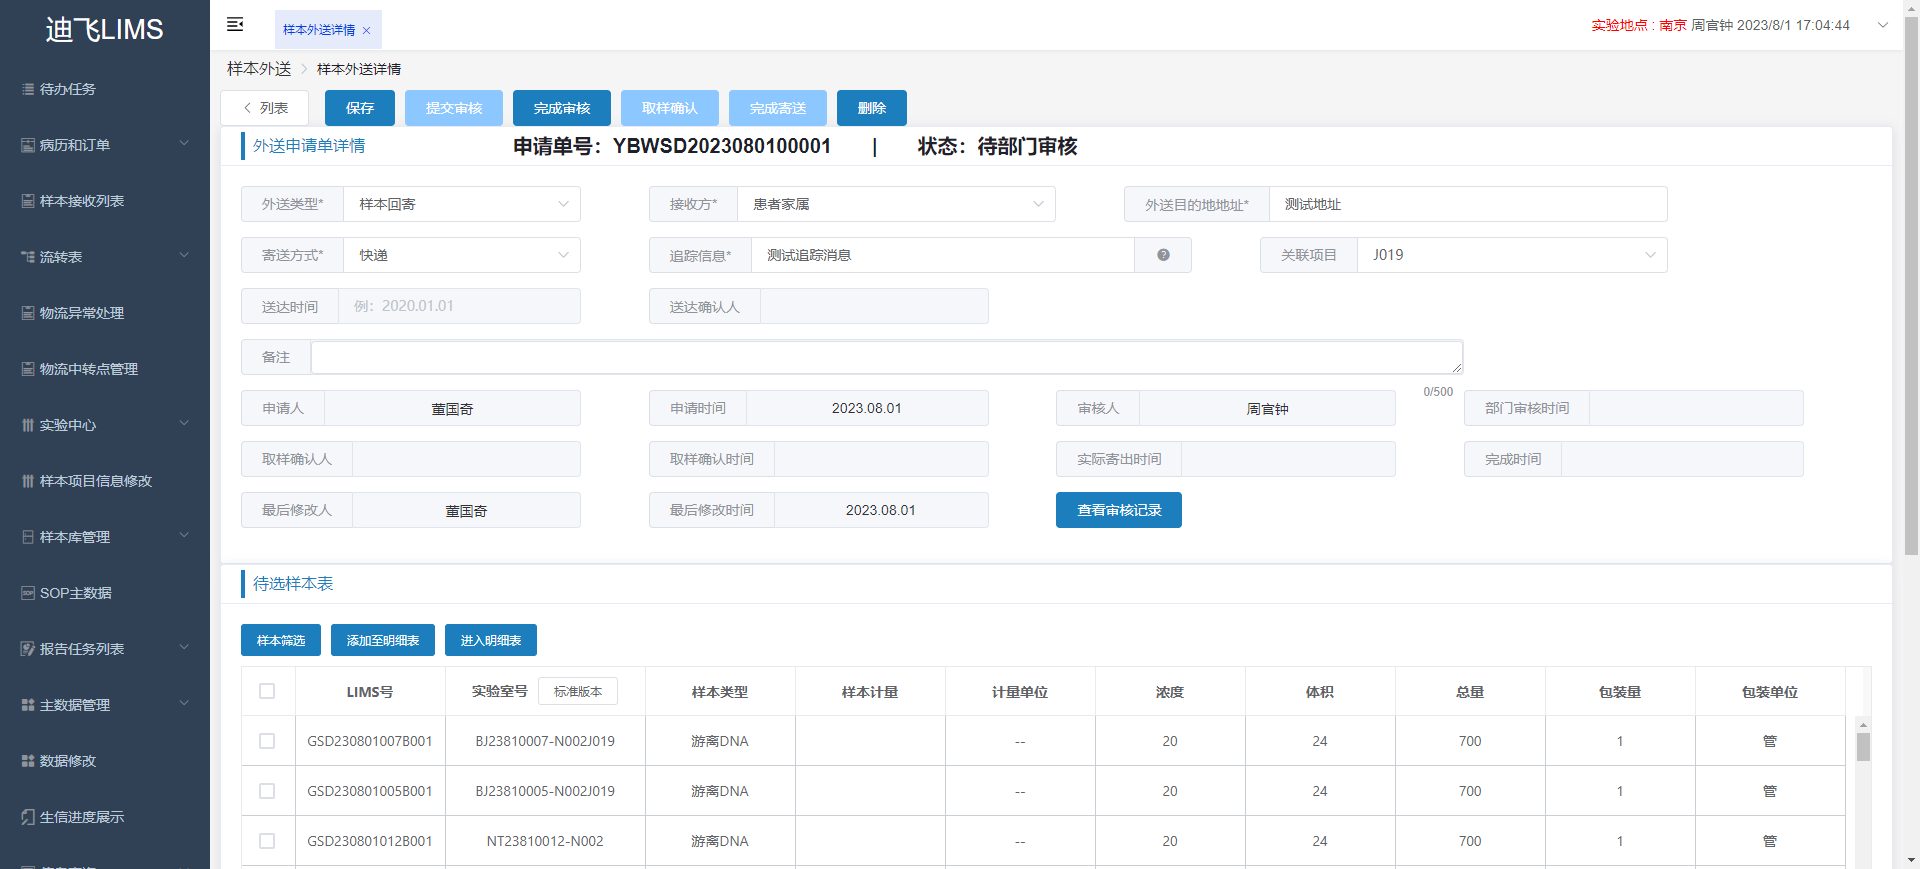 迪飞LIMS
待办任务
病历和订单
样本接收列表
流转表
物流异常处理
物流中转点管理
实验中心
样本项目信息修改
样本库管理
SOP主数据
报告任务列表
主数据管理
数据修改
生信进度展示
样本外送详情
实验地点 : 南京 周官钟 2023/8/1 17:04:44
样本外送 样本外送详情
列表 保存 提交审核 完成审核 取样确认 完成寄送 删除
外送申请单详情 申请单号：YBWSD2023080100001 | 状态：待部门审核
外送类型* 样本回寄 接收方* 患者家属 外送目的地地址* 测试地址
寄送方式* 快递 追踪信息* 测试追踪消息 关联项目 J019
送达时间 例：2020.01.01 送达确认人
备注
0/500
申请人 董国奇 申请时间 2023.08.01 审核人 周官钟 部门审核时间
取样确认人 取样确认时间 实际寄出时间 完成时间
最后修改人 董国奇 最后修改时间 2023.08.01 查看审核记录
待选样本表
样本筛选 添加至明细表 进入明细表
LIMS号 实验室号 标准版本 样本类型 样本计量 计量单位 浓度 体积 总量 包装量 包装单位
GSD230801007B001 BJ23810007-N002J019 游离DNA -- 20 24 700 1 管
GSD230801005B001 BJ23810005-N002J019 游离DNA -- 20 24 700 1 管
GSD230801012B001 NT23810012-N002 游离DNA -- 20 24 700 1 管